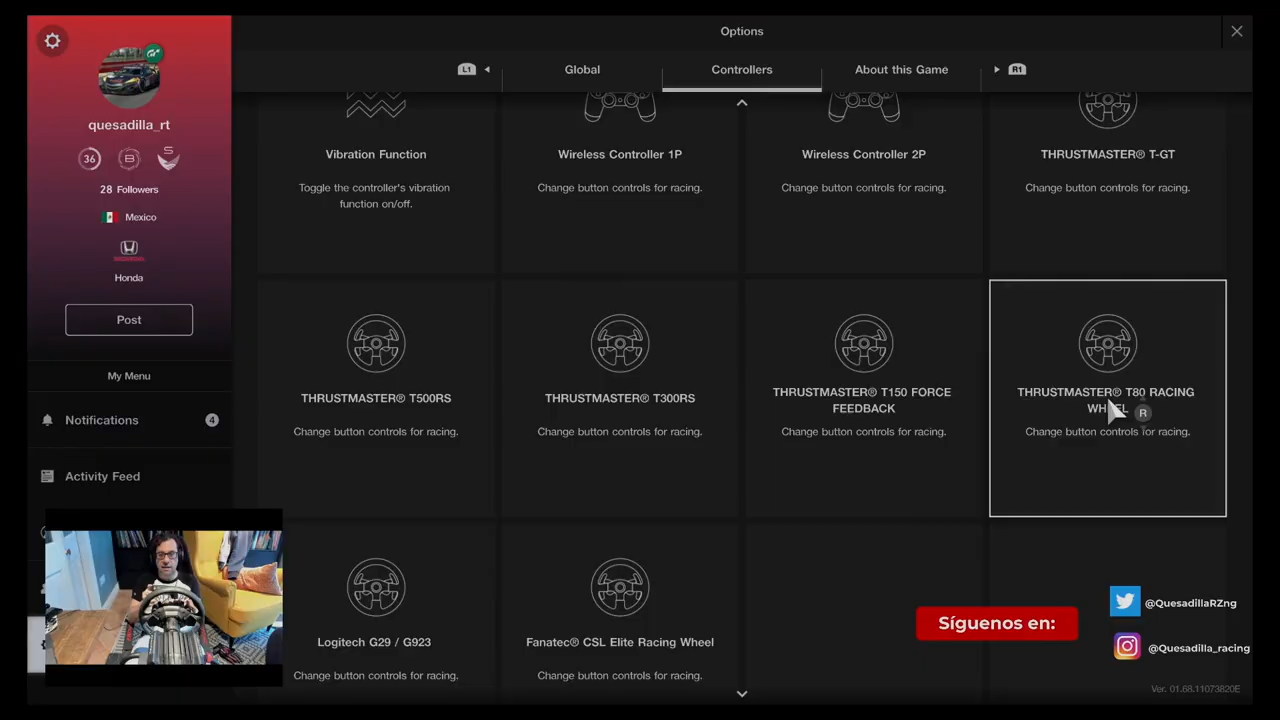 Options
L1
Global
Controllers
About this Game
R1
quesadilla_rt
36
B
S
28 Followers
Mexico
Honda
Post
My Menu
Notifications
4
Activity Feed
Vibration Function
Toggle the controller's vibration
function on/off.
Wireless Controller 1P
Change button controls for racing.
Wireless Controller 2P
Change button controls for racing.
THRUSTMASTER® T-GT
Change button controls for racing.
THRUSTMASTER® T500RS
Change button controls for racing.
THRUSTMASTER® T300RS
Change button controls for racing.
THRUSTMASTER® T150 FORCE
FEEDBACK
Change button controls for racing.
THRUSTMASTER® T80 RACING
WHEEL
R
Change button controls for racing.
Logitech G29 / G923
Change button controls for racing.
Fanatec® CSL Elite Racing Wheel
Change button controls for racing.
Síguenos en:
@QuesadillaRZng
@Quesadilla_racing
Ver. 01.68.11073820E